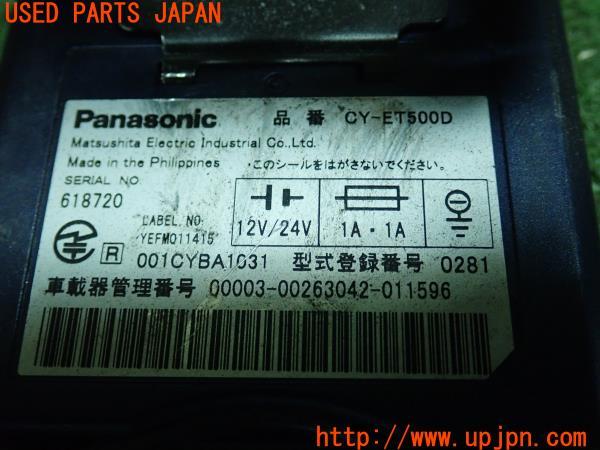 USED PARTS JAPAN
Panasonic 品番 CY-ET500D
Matsushita Electric Industrial Co.,Ltd.
Made in the Philippines ・このシールをはがさないでください。
SERIAL NO.
618720
LABEL NO.
YEFM011415
12V/24V
1A・1A
R 001CYBA1031 型式登録番号 0281
車載器管理番号 00003-00263042-011596
http://www.upjpn.com